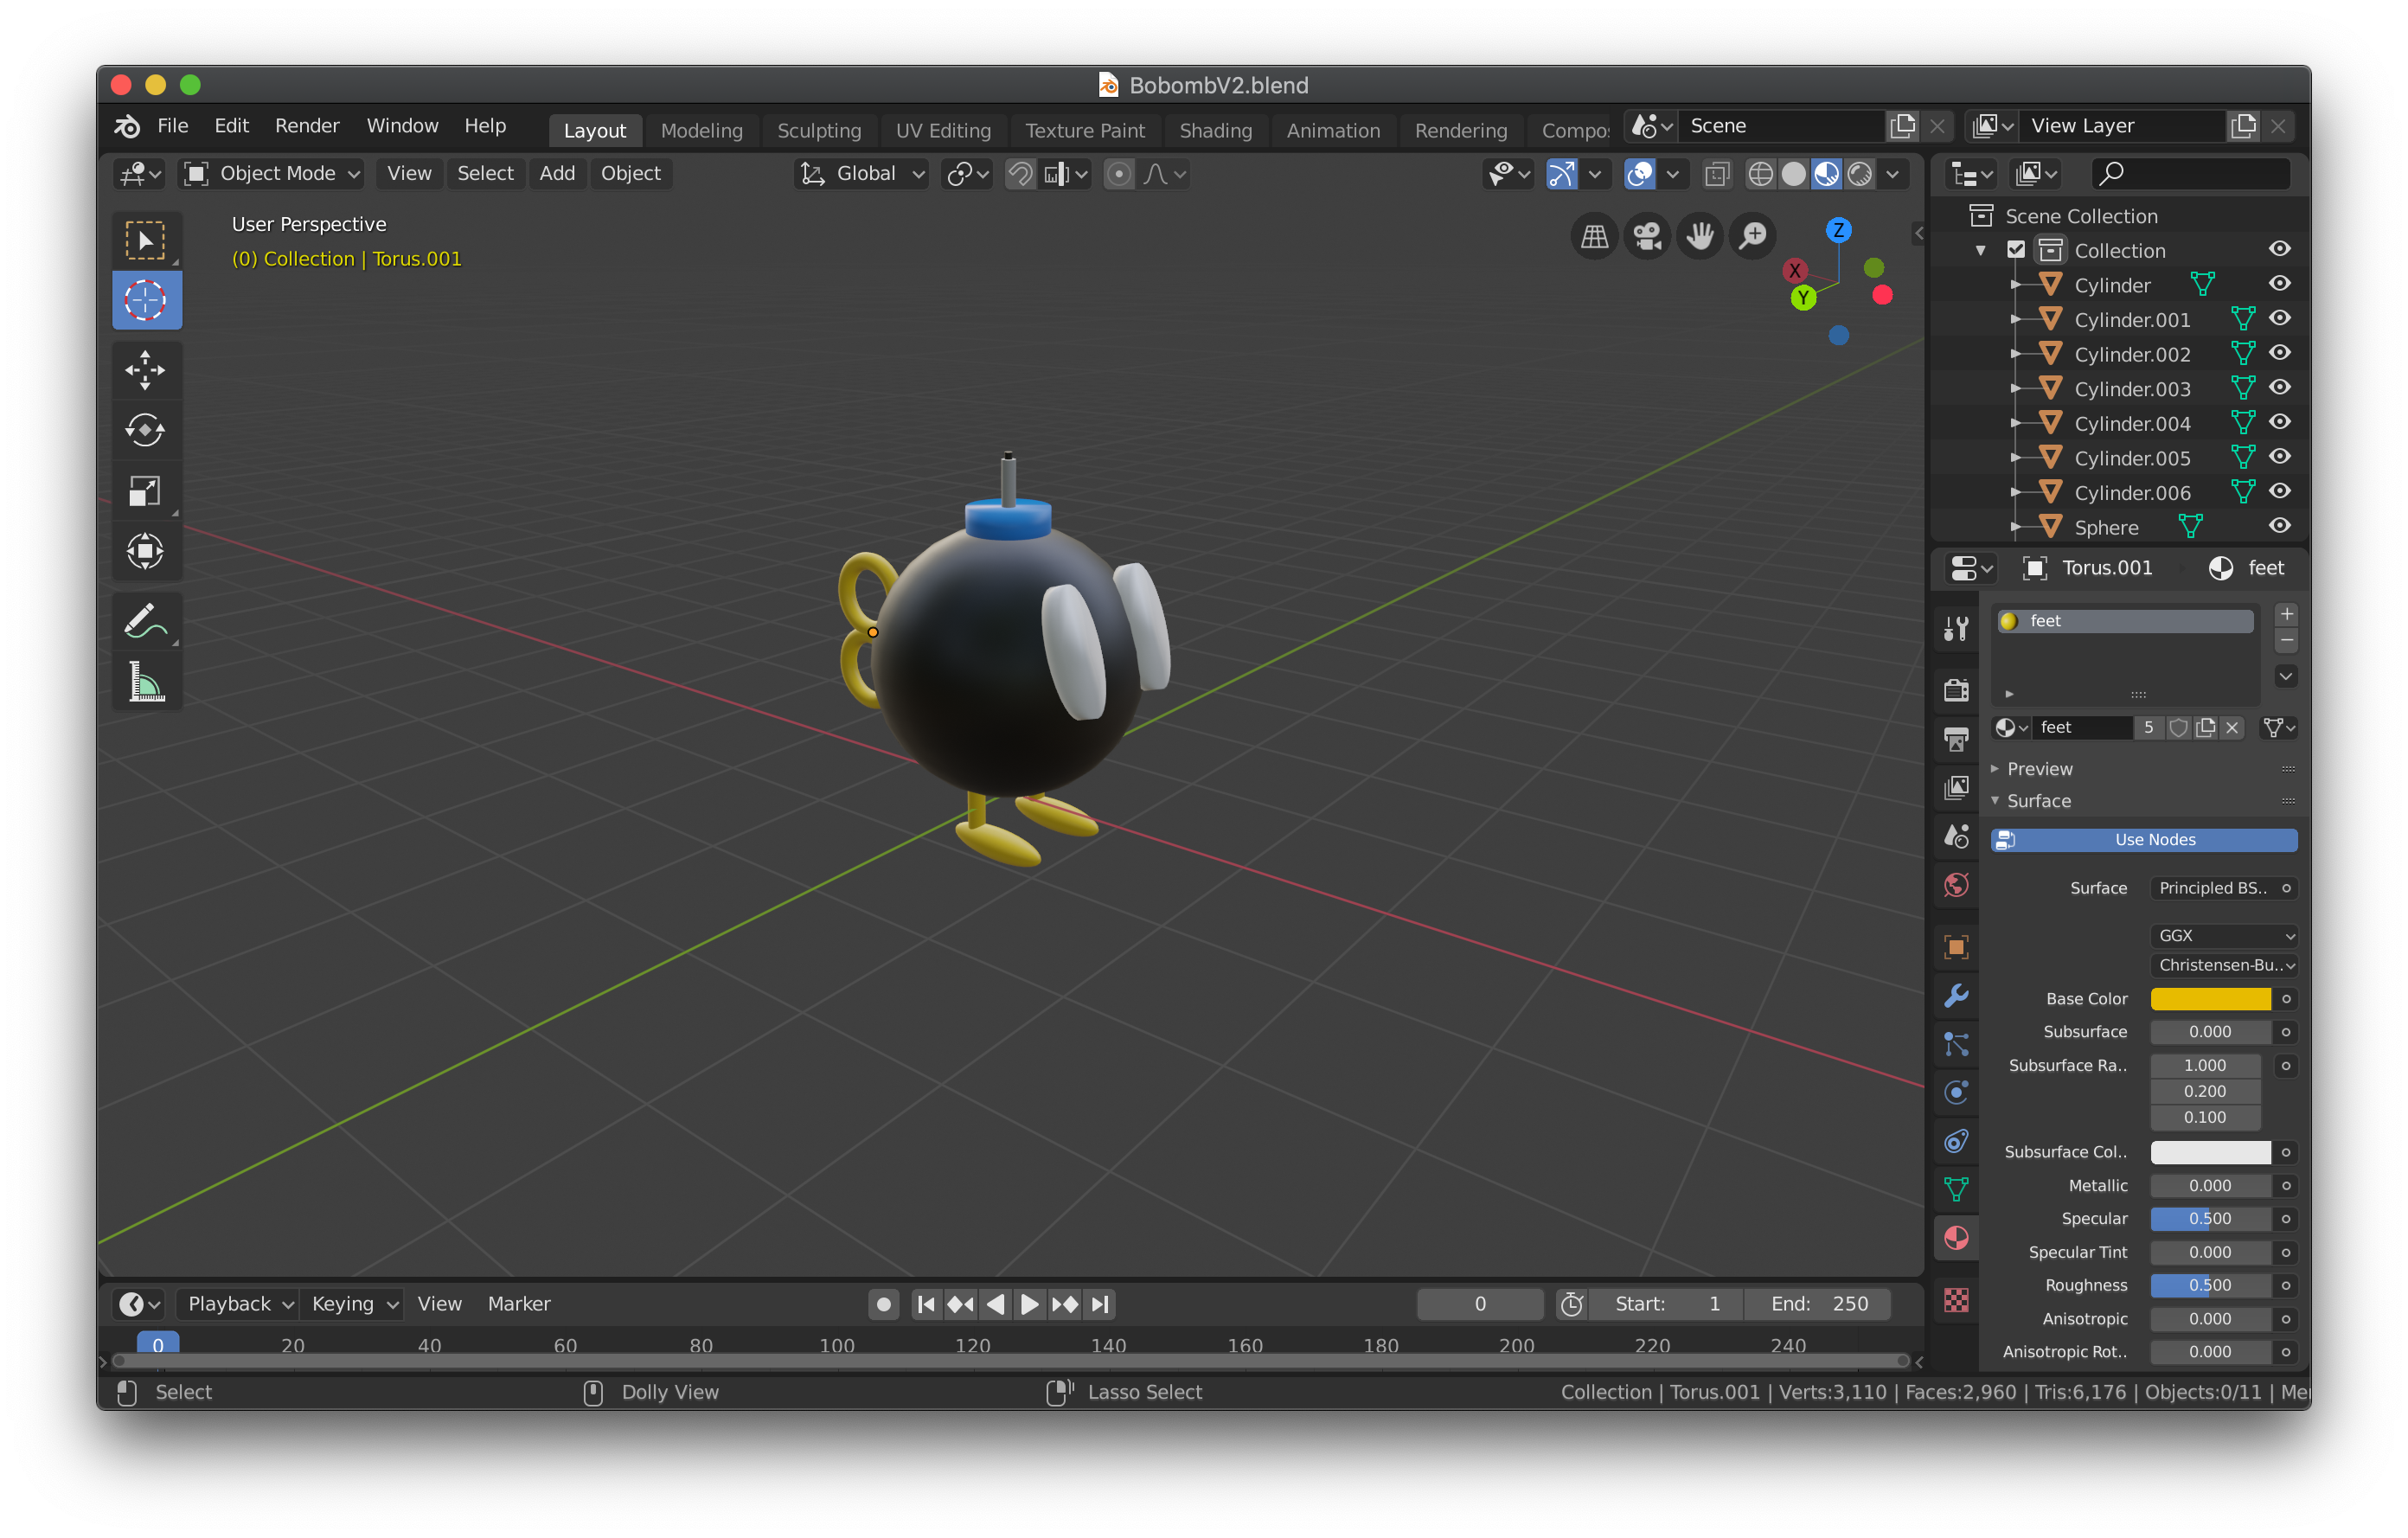 BobombV2.blend
File Edit Render Window Help Layout Modeling Sculpting UV Editing Texture Paint Shading Animation Rendering Compos Scene View Layer
Object Mode View Select Add Object Global
User Perspective
(0) Collection | Torus.001
Z
X
Y
Scene Collection
Collection
Cylinder
Cylinder.001
Cylinder.002
Cylinder.003
Cylinder.004
Cylinder.005
Cylinder.006
Sphere
Torus.001 feet
feet
feet 5
Preview
Surface
Use Nodes
Surface Principled BS..
GGX
Christensen-Bu..
Base Color
Subsurface 0.000
Subsurface Ra.. 1.000
0.200
0.100
Subsurface Col..
Metallic 0.000
Specular 0.500
Specular Tint 0.000
Roughness 0.500
Anisotropic 0.000
Anisotropic Rot.. 0.000
Playback Keying View Marker 0 Start: 1 End: 250
0 20 40 60 80 100 120 140 160 180 200 220 240
Select Dolly View Lasso Select Collection | Torus.001 | Verts:3,110 | Faces:2,960 | Tris:6,176 | Objects:0/11 | Me